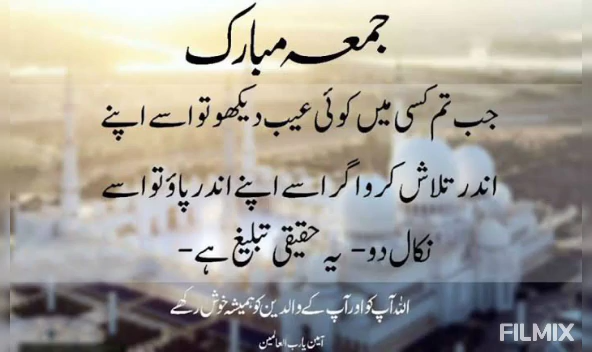 جمعہ مبارک
جب تم کسی میں کوئی عیب دیکھو تو اسے اپنے
اندر تلاش کرو اگر اسے اپنے اندر پاؤ تو اسے
نکال دو- یہ حقیقی تبلیغ ہے-
اللہ آپ کو اور آپ کے والدین کو ہمیشہ خوش رکھے
آمین یارب العالمین
FILMIX